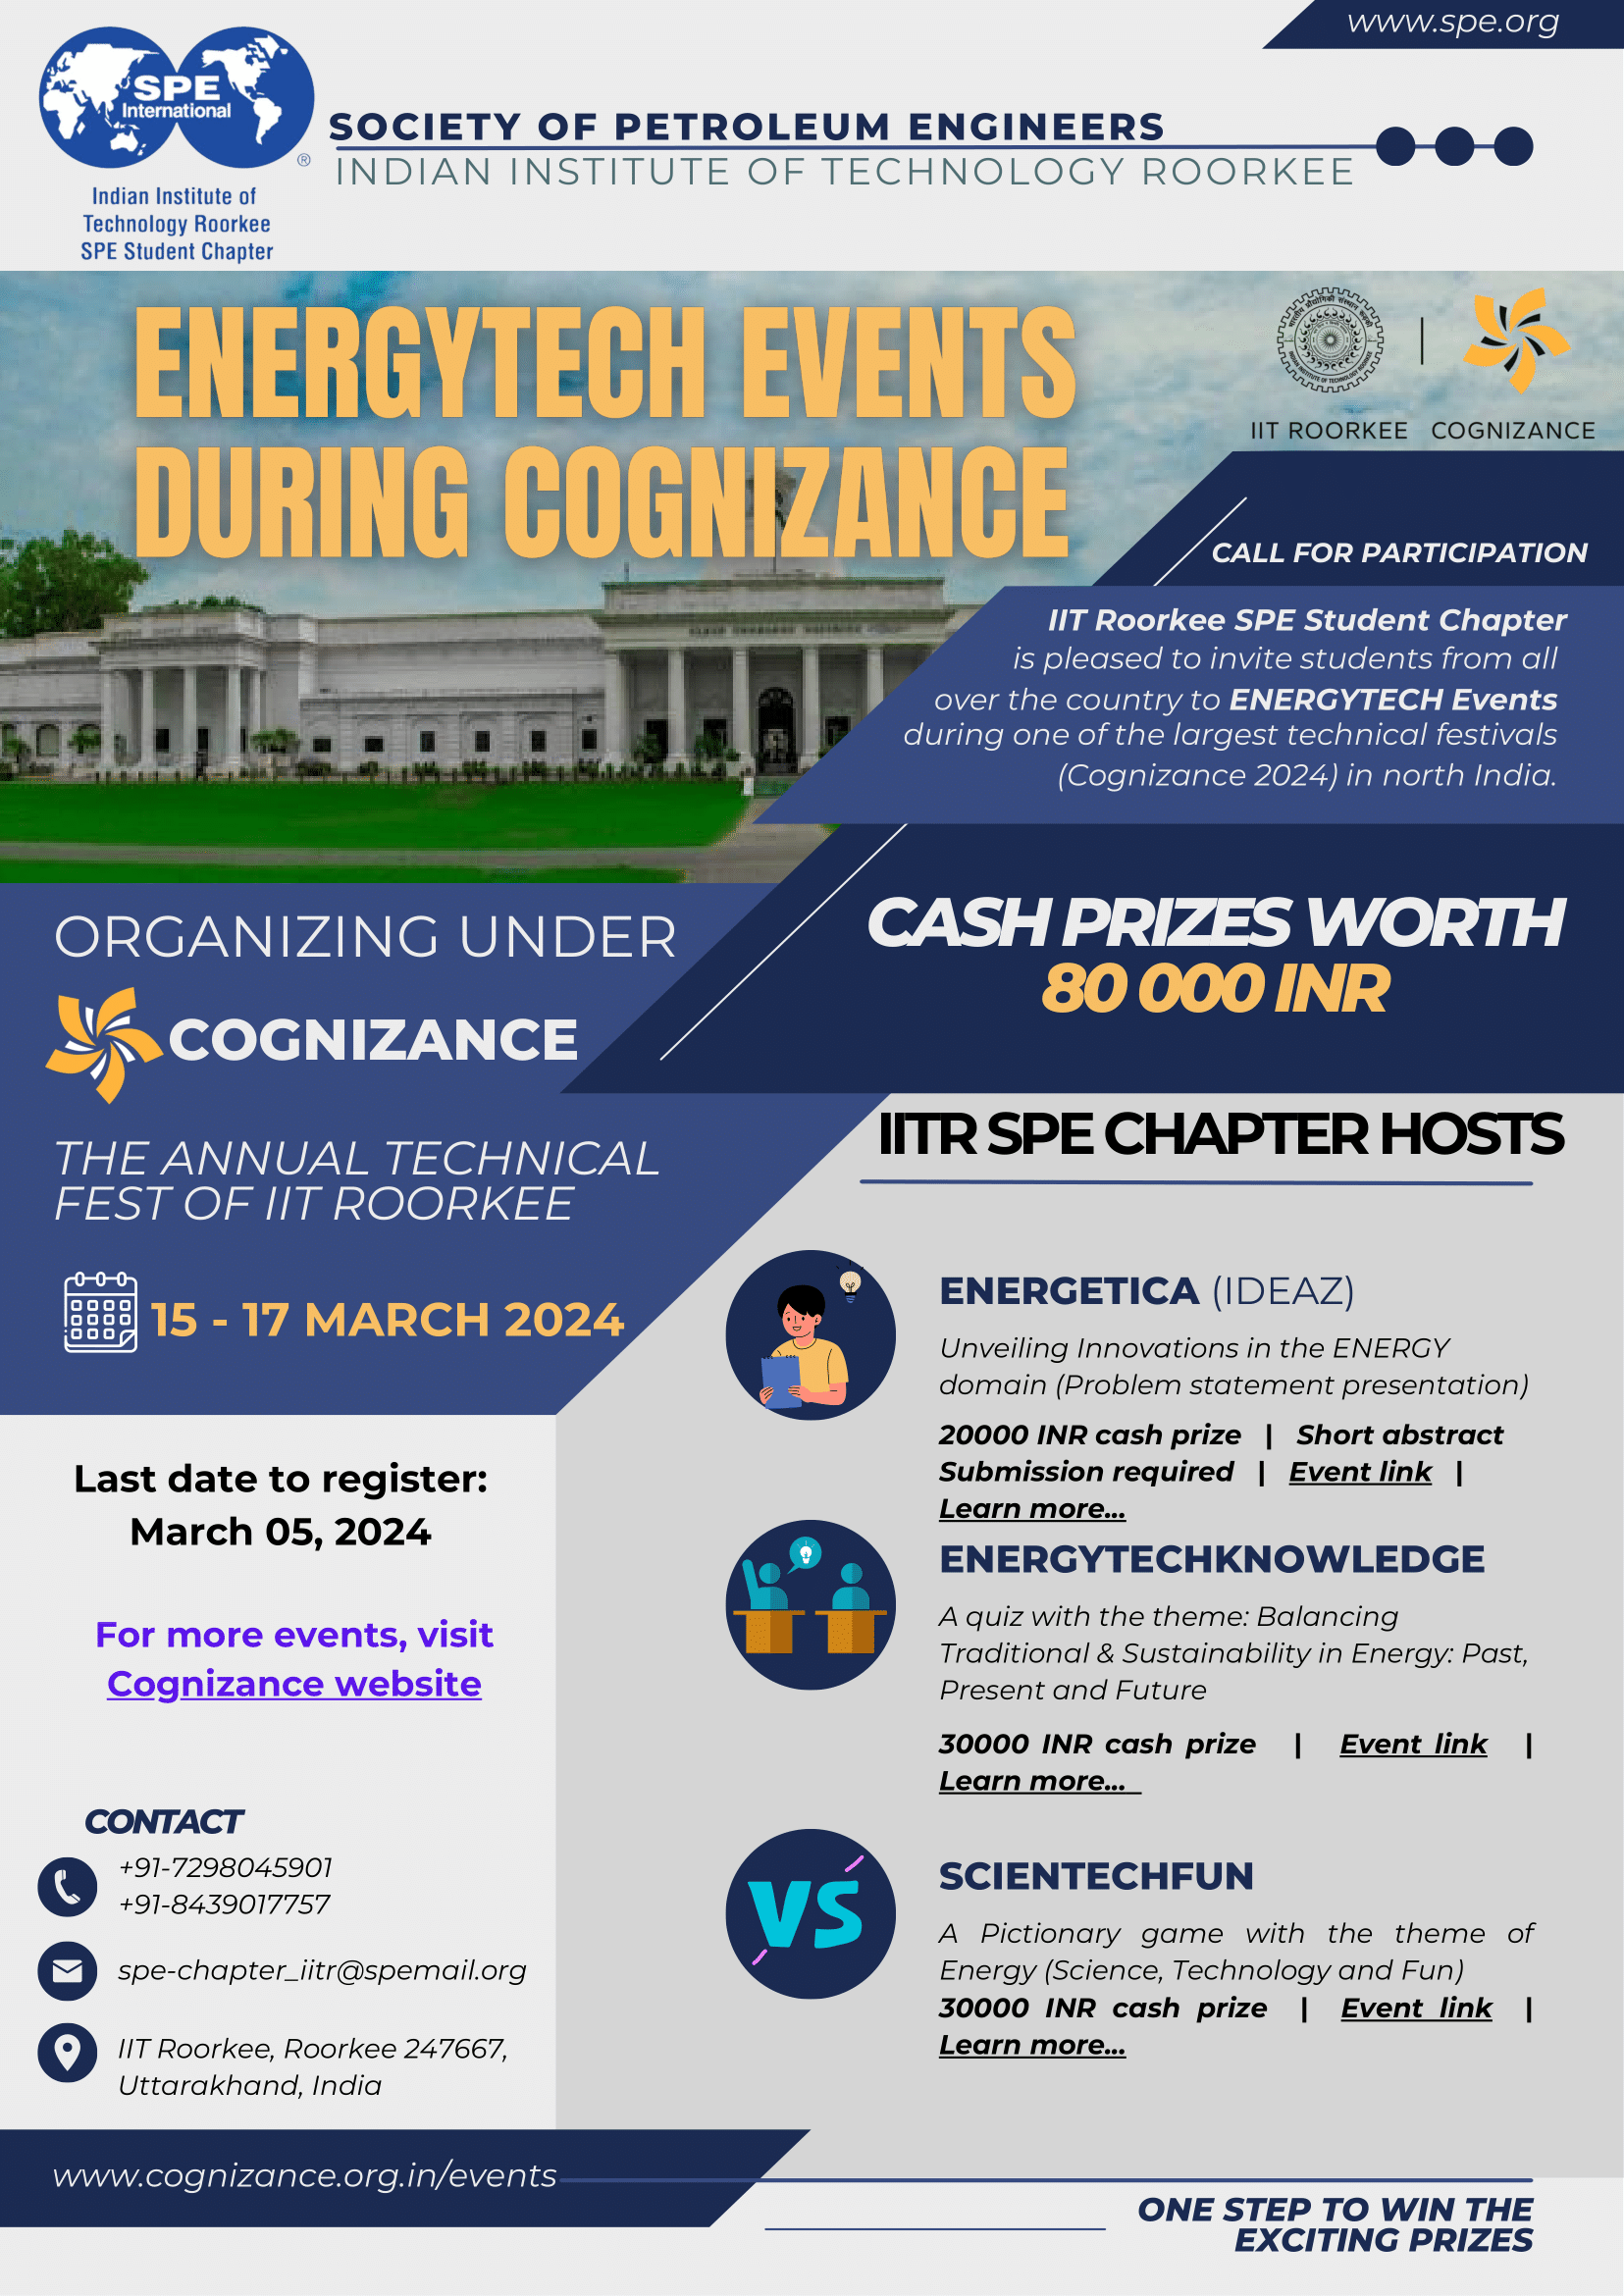 www.spe.org
SPE
International
®
Indian Institute of
Technology Roorkee
SPE Student Chapter
SOCIETY OF PETROLEUM ENGINEERS
INDIAN INSTITUTE OF TECHNOLOGY ROORKEE
ENERGYTECH EVENTS
DURING COGNIZANCE
IIT ROORKEE
COGNIZANCE
CALL FOR PARTICIPATION
IIT Roorkee SPE Student Chapter
is pleased to invite students from all
over the country to ENERGYTECH Events
during one of the largest technical festivals
(Cognizance 2024) in north India.
CASH PRIZES WORTH
80 000 INR
ORGANIZING UNDER
COGNIZANCE
THE ANNUAL TECHNICAL
FEST OF IIT ROORKEE
15 - 17 MARCH 2024
Last date to register:
March 05, 2024
For more events, visit
Cognizance website
CONTACT
+91-7298045901
+91-8439017757
spe-chapter_iitr@spemail.org
IIT Roorkee, Roorkee 247667,
Uttarakhand, India
IITR SPE CHAPTER HOSTS
ENERGETICA (IDEAZ)
Unveiling Innovations in the ENERGY
domain (Problem statement presentation)
20000 INR cash prize | Short abstract
Submission required | Event link |
Learn more...
ENERGYTECHKNOWLEDGE
A quiz with the theme: Balancing
Traditional & Sustainability in Energy: Past,
Present and Future
30000 INR cash prize | Event link |
Learn more...
VS
SCIENTECHFUN
A Pictionary game with the theme of
Energy (Science, Technology and Fun)
30000 INR cash prize | Event link |
Learn more...
www.cognizance.org.in/events
ONE STEP TO WIN THE
EXCITING PRIZES